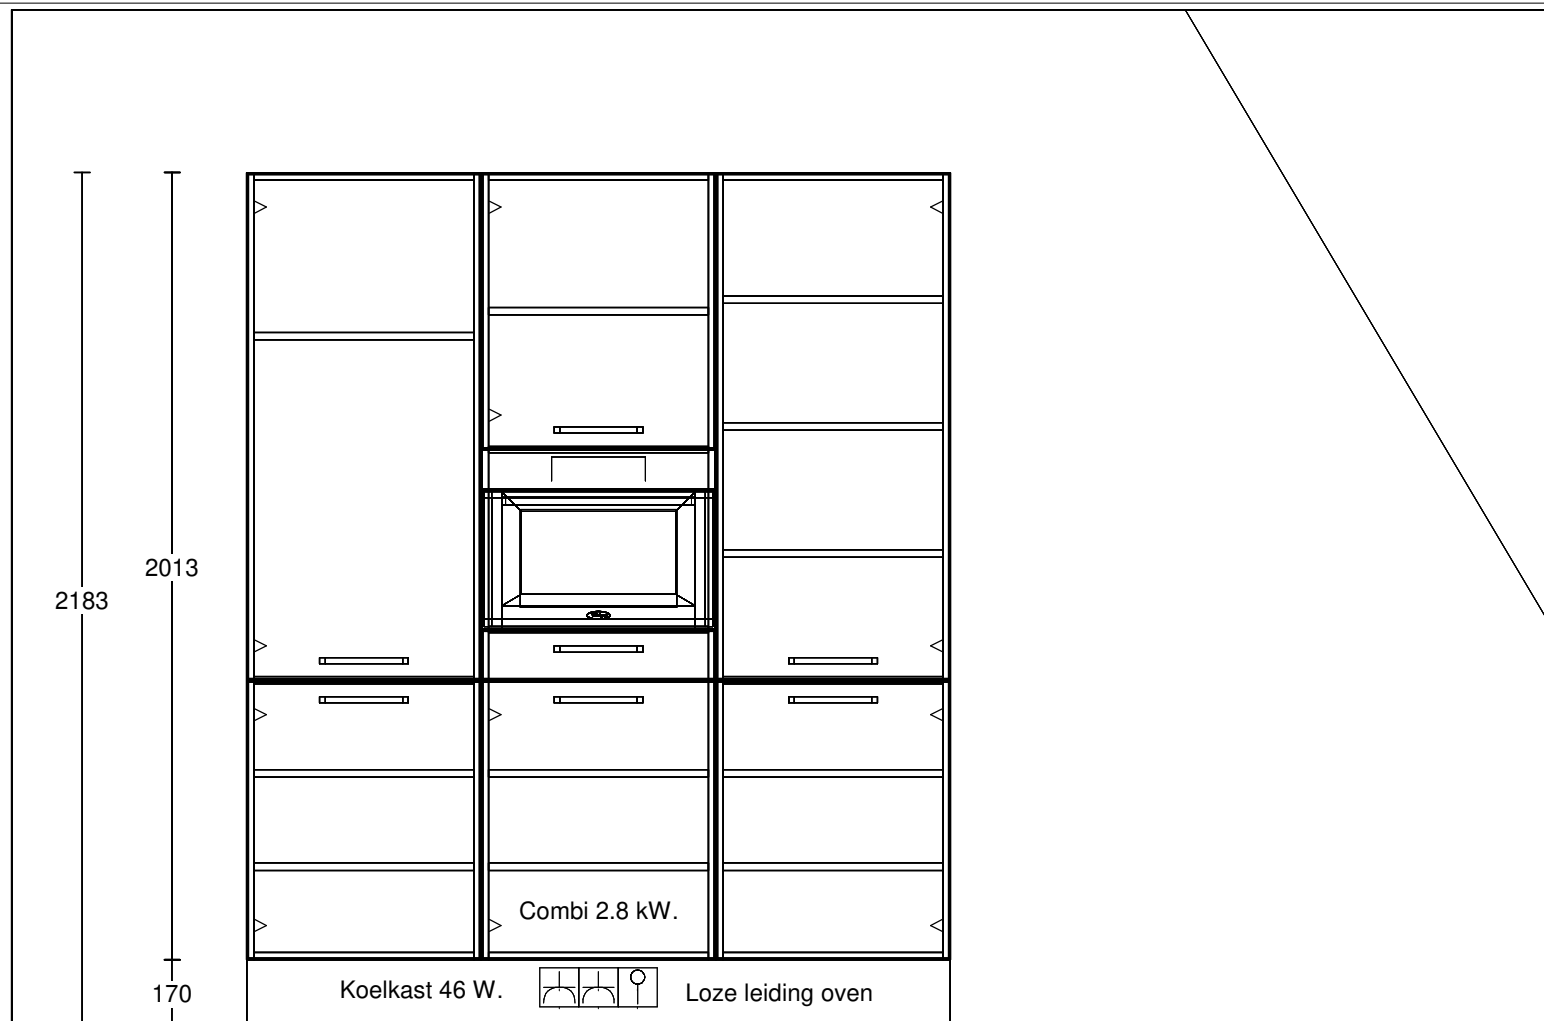 2013
2183
Combi 2.8 kW.
170
Koelkast 46 W.
Loze leiding oven